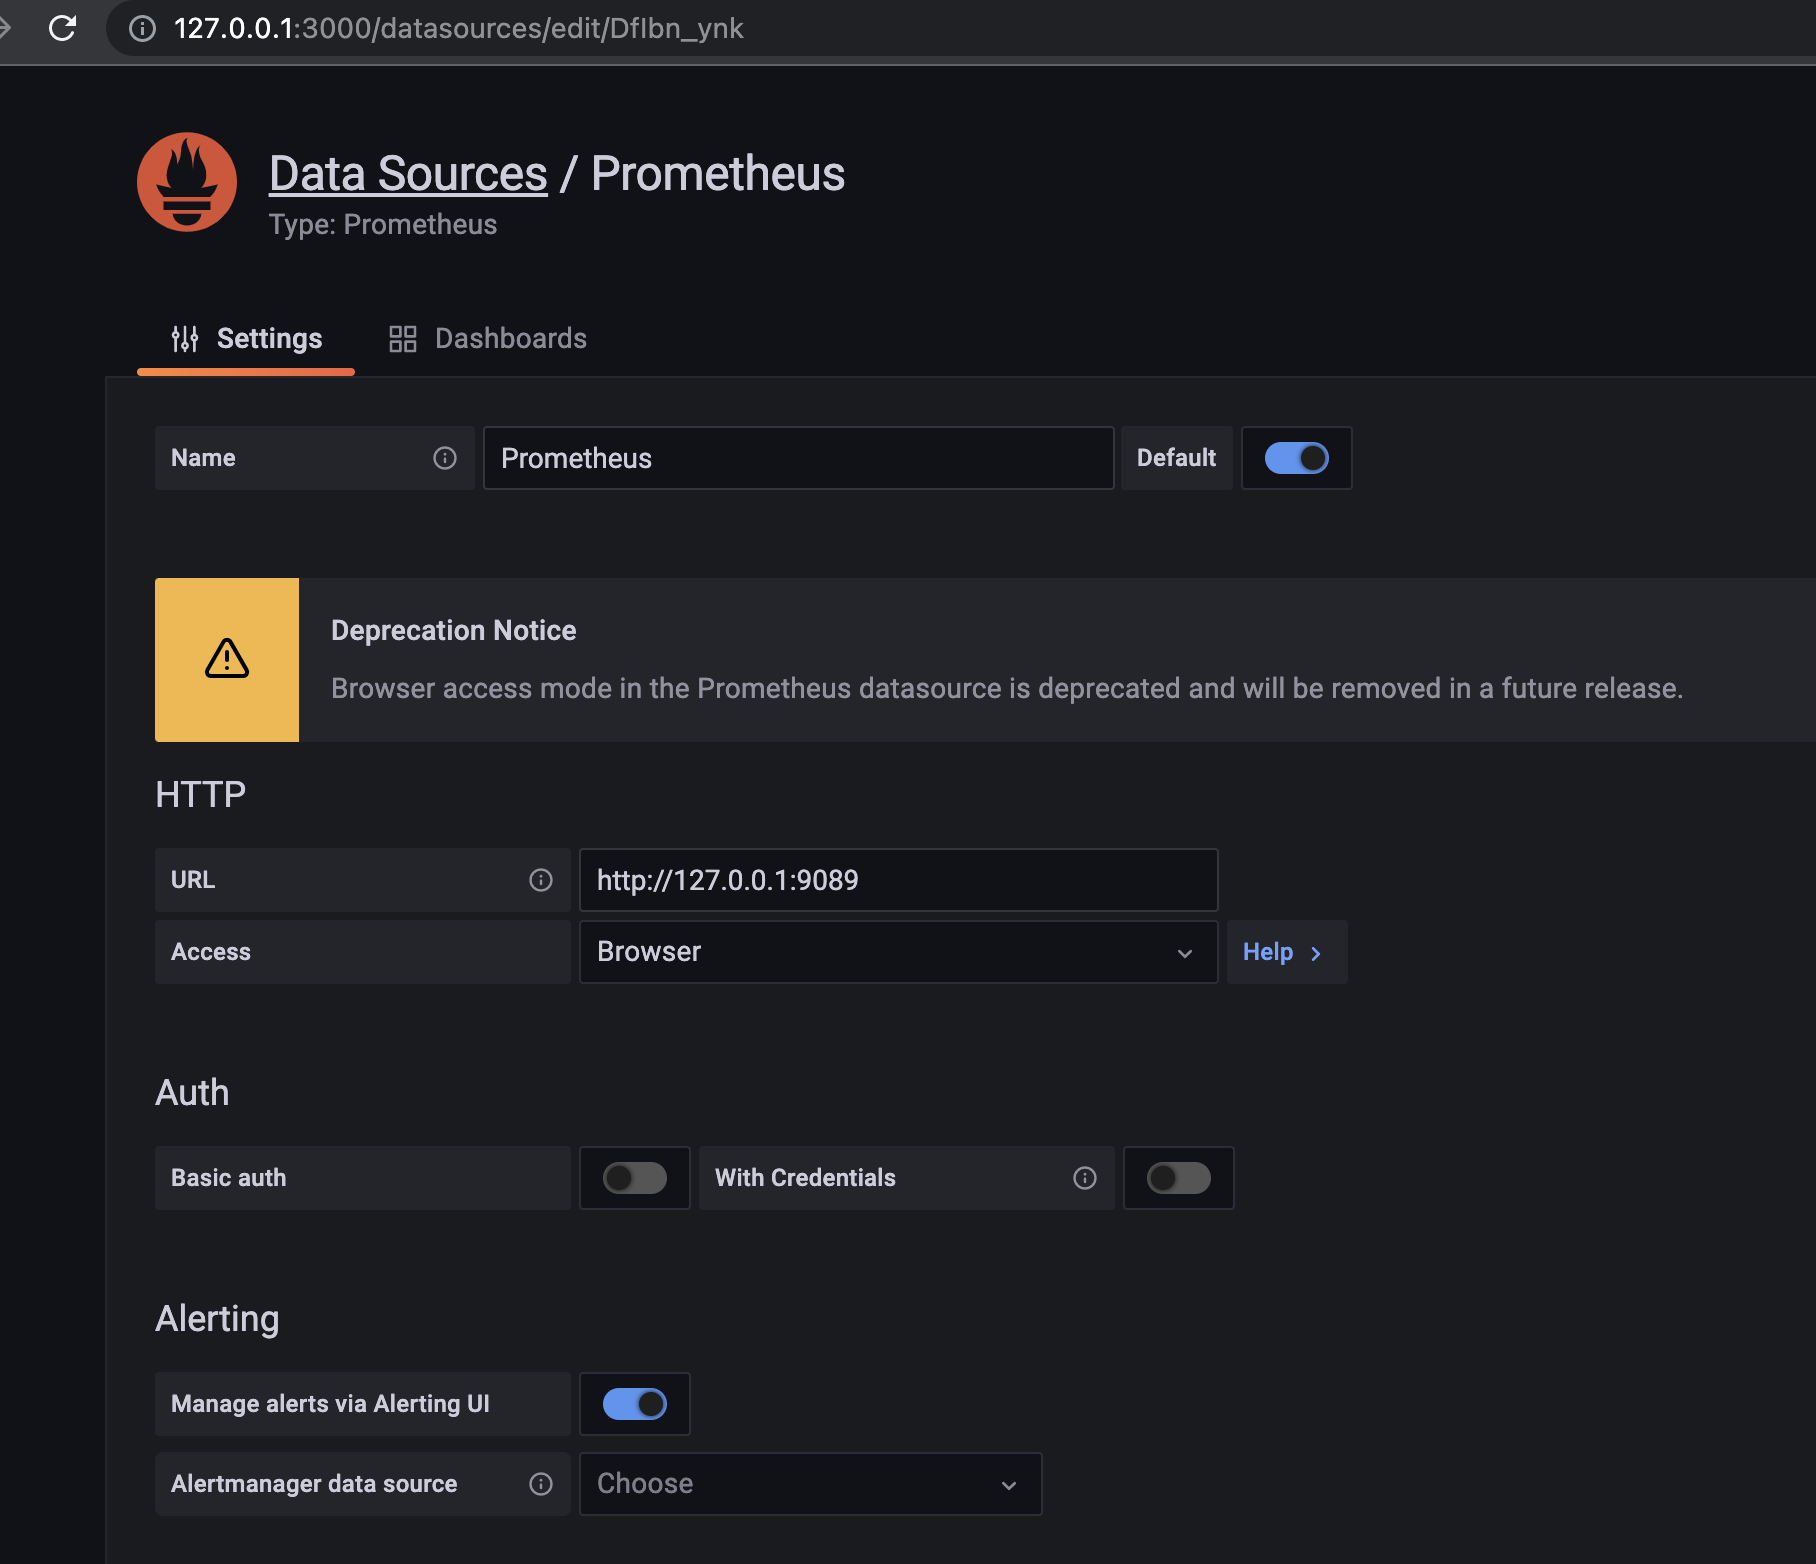 127.0.0.1:3000/datasources/edit/DfIbn_ynk
Data Sources / Prometheus
Type: Prometheus
Settings Dashboards
Name Prometheus Default
Deprecation Notice
Browser access mode in the Prometheus datasource is deprecated and will be removed in a future release.
HTTP
URL http://127.0.0.1:9089
Access Browser Help
Auth
Basic auth With Credentials
Alerting
Manage alerts via Alerting UI
Alertmanager data source Choose